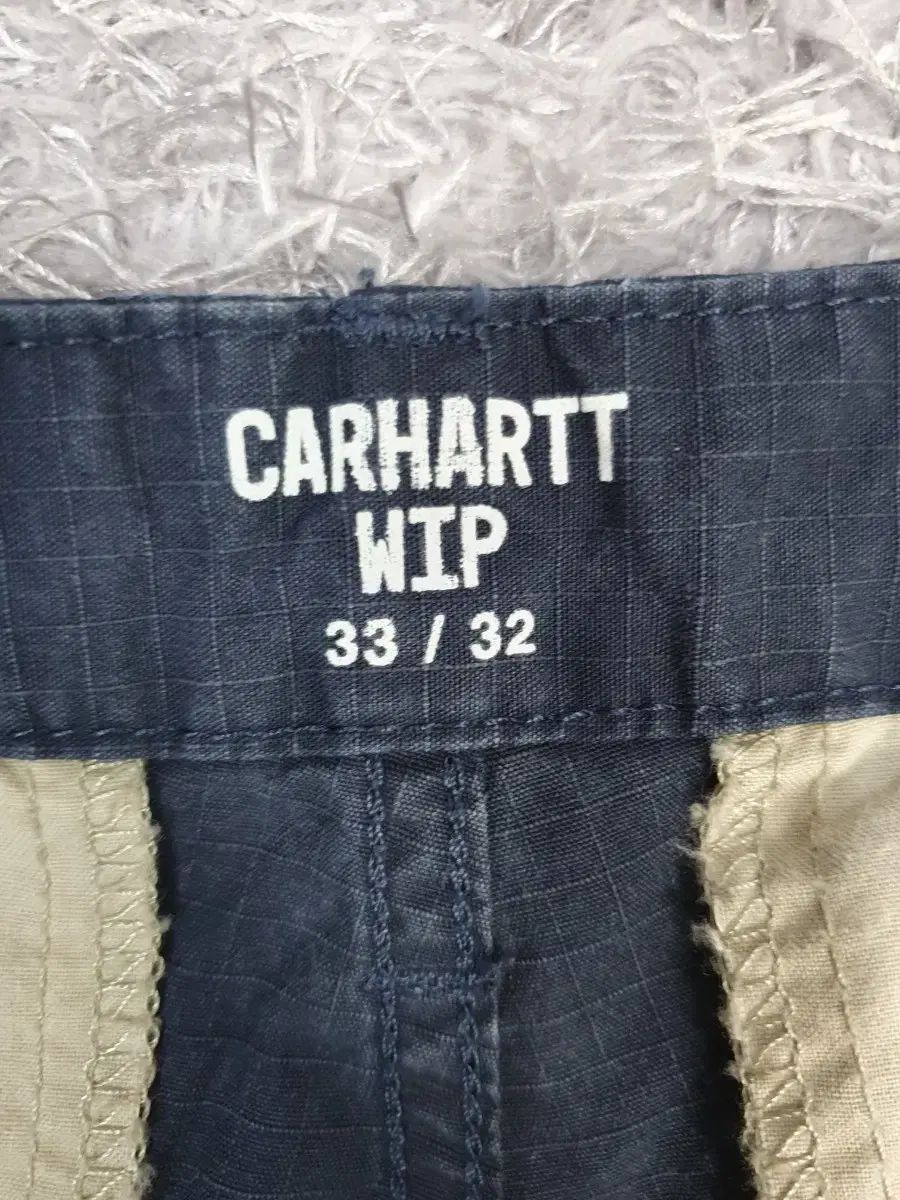 CARHARTT
WIP
33 / 32